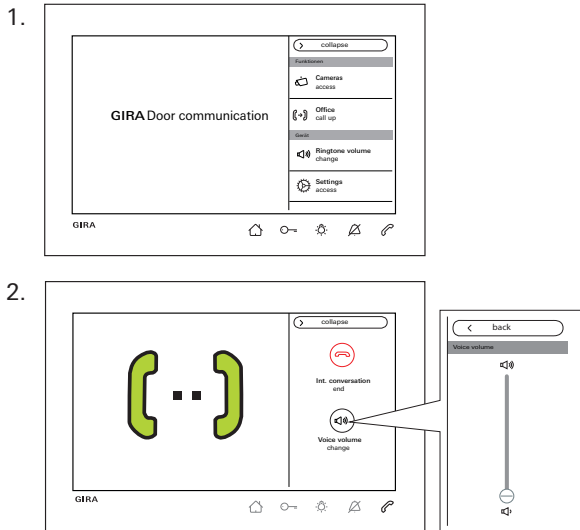 1.
collapse
Funktionen
Cameras
access
GIRA Door communication
Office
call up
Gerät
Ringtone volume
change
Settings
access
GIRA
2.
collapse
back
Voice volume
Int. conversation
end
Voice volume
change
GIRA